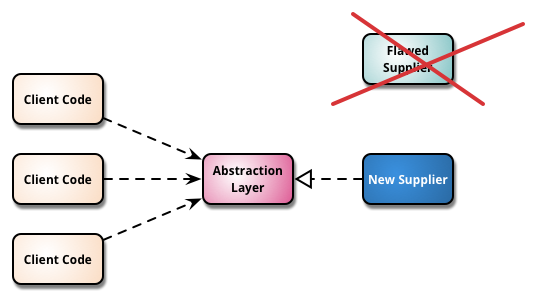 Flawed
Supplier
Client Code
Client Code
Abstraction
Layer
New Supplier
Client Code